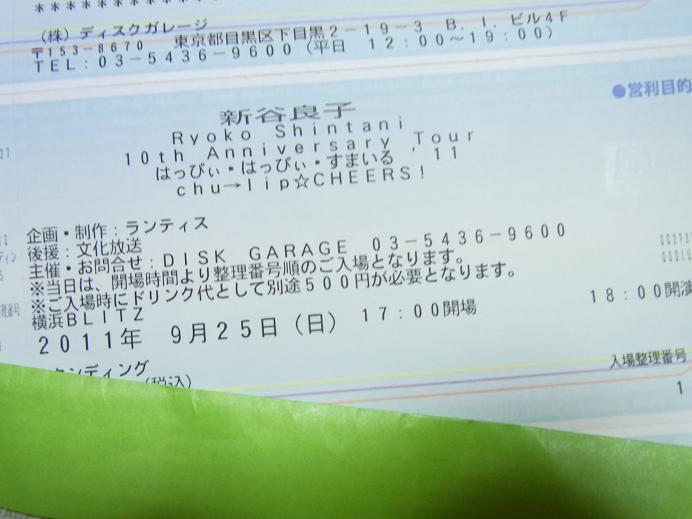 ********
(株)ディスクガレージ
〒153-8670　東京都目黒区下目黒2-19-3 B.I.ビル4F
TEL:03-5436-9600(平日 12:00〜19:00)
●営利目的
新谷良子
Ryoko Shintani
10th Anniversary Tour
はっぴぃ・はっぴぃ・すまいる '11
chu→lip☆CHEERS!
企画・制作:ランティス
後援:文化放送
主催・お問合せ:DISK GARAGE 03-5436-9600
※当日は、開場時間より整理番号順のご入場となります。
※ご入場時にドリンク代として別途500円が必要となります。
横浜BLITZ
2011年 9月25日(日) 17:00開場 18:00開演
タンディング
(税込)
入場整理番号
1